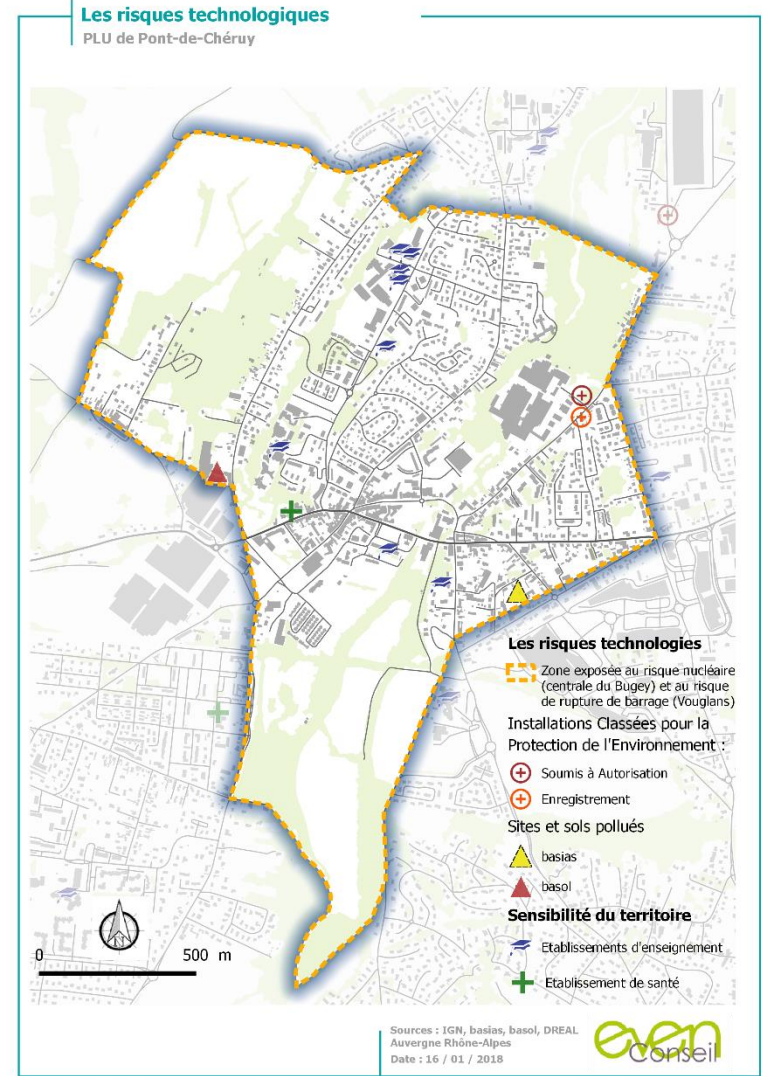 Les risques technologiques
PLU de Pont-de-Chéruy
Les risques technologies
Zone exposée au risque nucléaire
(centrale du Bugey) et au risque
de rupture de barrage (Vouglans)
Installations Classées pour la
Protection de l'Environnement :
Soumis à Autorisation
Enregistrement
Sites et sols pollués
basias
basol
Sensibilité du territoire
Etablissements d'enseignement
Etablissement de santé
N
0 500 m
Sources : IGN, basias, basol, DREAL
Auvergne Rhône-Alpes
Date : 16 / 01 / 2018
even
Conseil